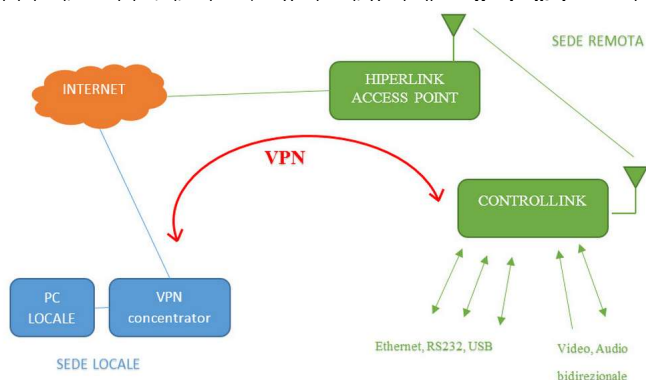 SEDE REMOTA
HIPERLINK
ACCESS POINT
INTERNET
VPN
CONTROLLINK
PC
LOCALE
VPN
concentrator
Ethernet, RS232, USB
Video, Audio
bidirezionale
SEDE LOCALE